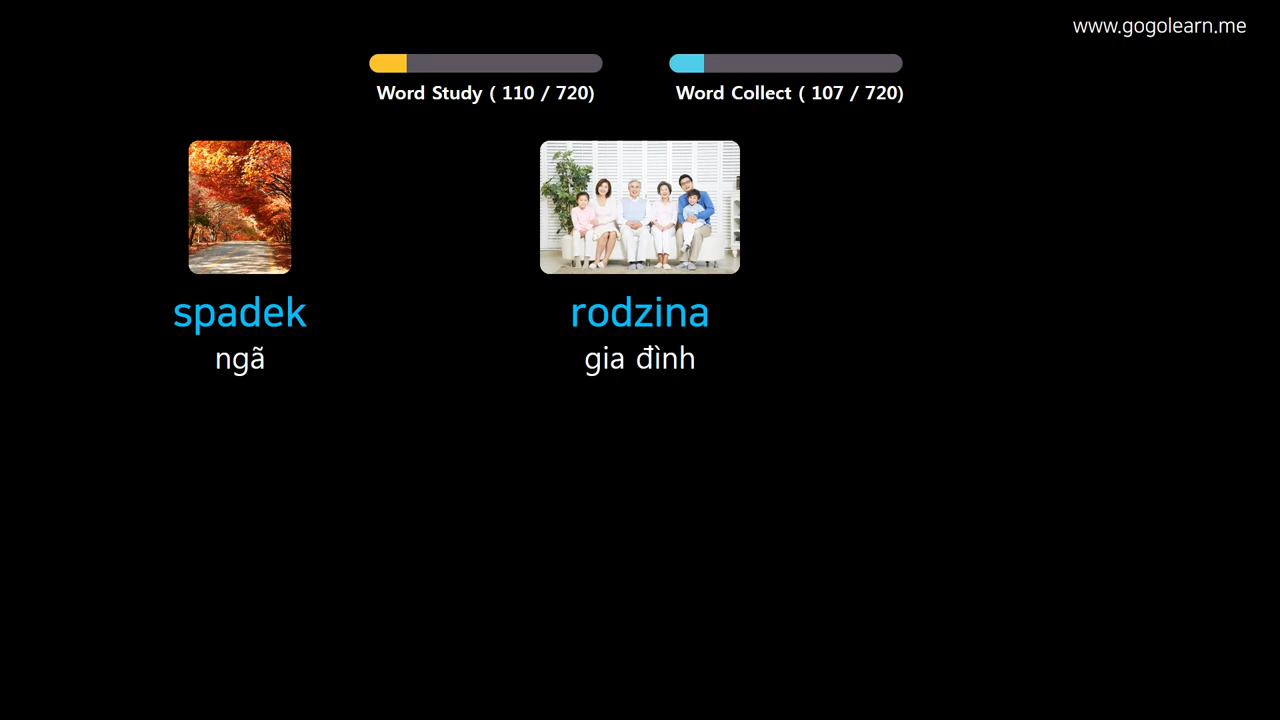 www.gogolearn.me
Word Study ( 110 / 720)
Word Collect ( 107 / 720)
spadek
ngã
rodzina
gia đình